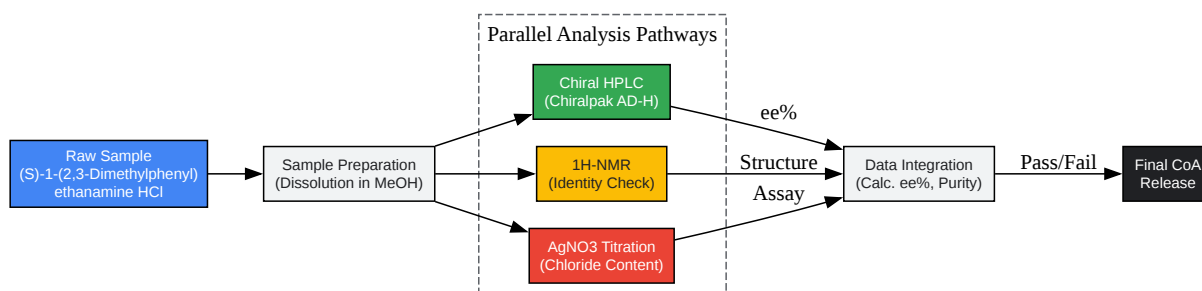 Parallel Analysis Pathways
Raw Sample
(S)-1-(2,3-Dimethylphenyl)
ethanamine HCl
Sample Preparation
(Dissolution in MeOH)
Chiral HPLC
(Chiralpak AD-H)
1H-NMR
(Identity Check)
AgNO3 Titration
(Chloride Content)
ee%
Structure
Assay
Data Integration
(Calc. ee%, Purity)
Pass/Fail
Final CoA
Release